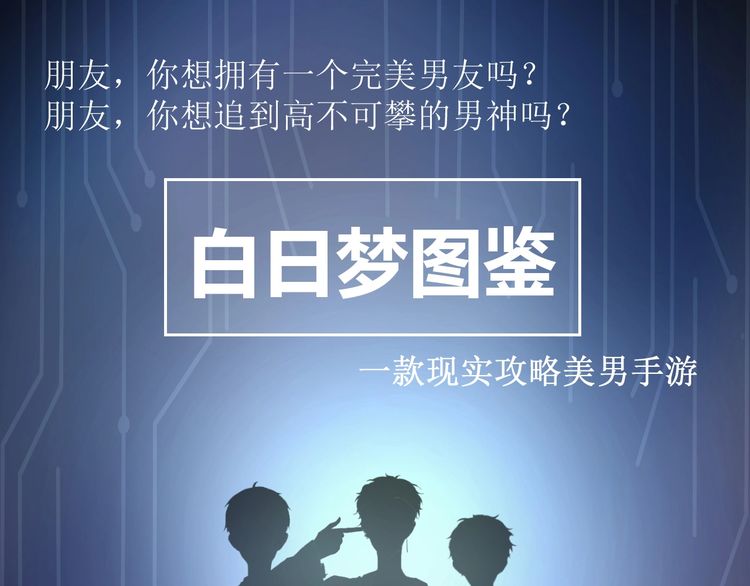 朋友，你想拥有一个完美男友吗？
朋友，你想追到高不可攀的男神吗？
白日梦图鉴
一款现实攻略美男手游